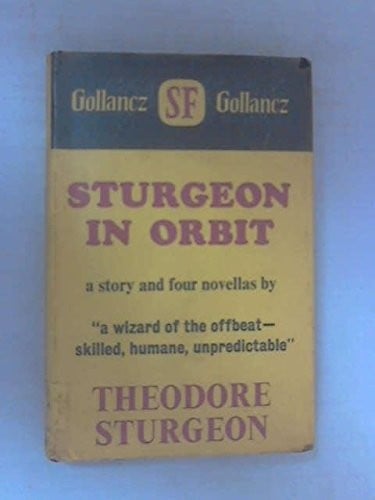 Gollancz SF Gollancz
STURGEON
IN ORBIT
a story and four novellas by
"a wizard of the offbeat—
skilled, humane, unpredictable"
THEODORE
STURGEON